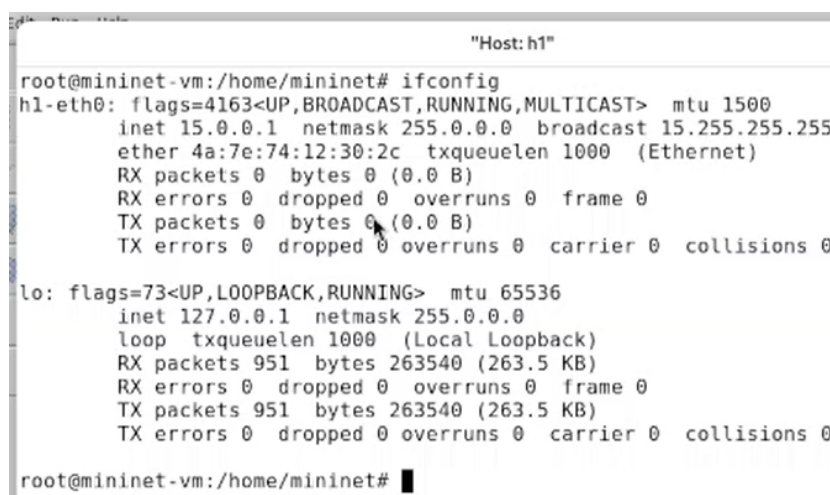 Edit Run Help
"Host: h1"
root@mininet-vm:/home/mininet# ifconfig
h1-eth0: flags=4163<UP,BROADCAST,RUNNING,MULTICAST>  mtu 1500
        inet 15.0.0.1  netmask 255.0.0.0  broadcast 15.255.255.255
        ether 4a:7e:74:12:30:2c  txqueuelen 1000  (Ethernet)
        RX packets 0  bytes 0 (0.0 B)
        RX errors 0  dropped 0  overruns 0  frame 0
        TX packets 0  bytes 0 (0.0 B)
        TX errors 0  dropped 0 overruns 0  carrier 0  collisions 0

lo: flags=73<UP,LOOPBACK,RUNNING>  mtu 65536
        inet 127.0.0.1  netmask 255.0.0.0
        loop  txqueuelen 1000  (Local Loopback)
        RX packets 951  bytes 263540 (263.5 KB)
        RX errors 0  dropped 0  overruns 0  frame 0
        TX packets 951  bytes 263540 (263.5 KB)
        TX errors 0  dropped 0 overruns 0  carrier 0  collisions 0

root@mininet-vm:/home/mininet#